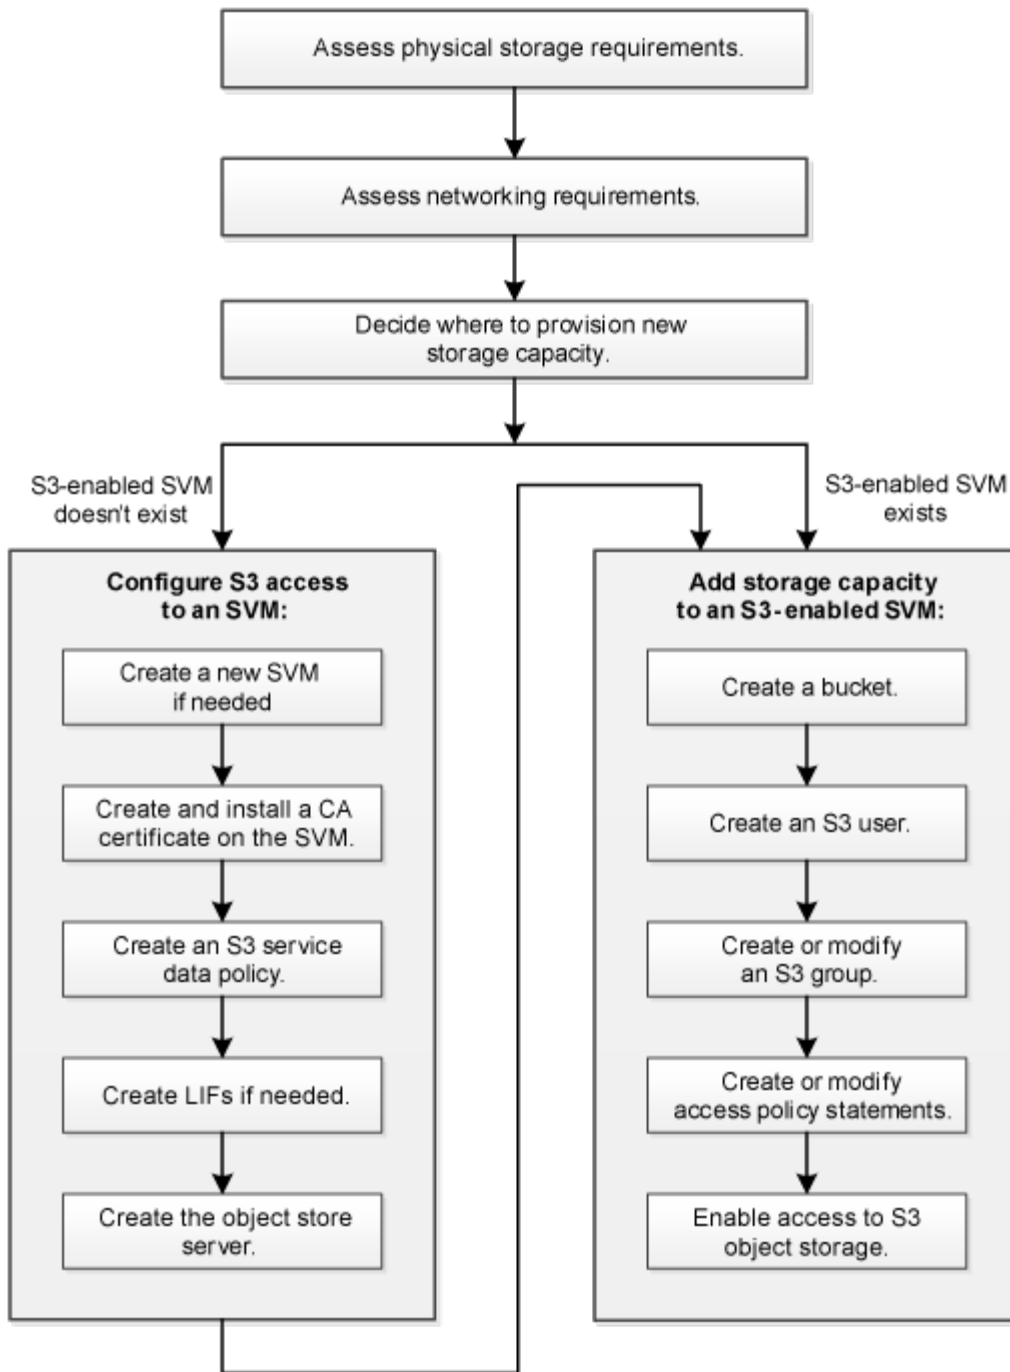 Assess physical storage requirements.
Assess networking requirements.
Decide where to provision new
storage capacity.
S3-enabled SVM
doesn't exist
S3-enabled SVM
exists
Configure S3 access
to an SVM:
Create a new SVM
if needed
Create and install a CA
certificate on the SVM.
Create an S3 service
data policy.
Create LIFs if needed.
Create the object store
server.
Add storage capacity
to an S3-enabled SVM:
Create a bucket.
Create an S3 user.
Create or modify
an S3 group.
Create or modify
access policy statements.
Enable access to S3
object storage.